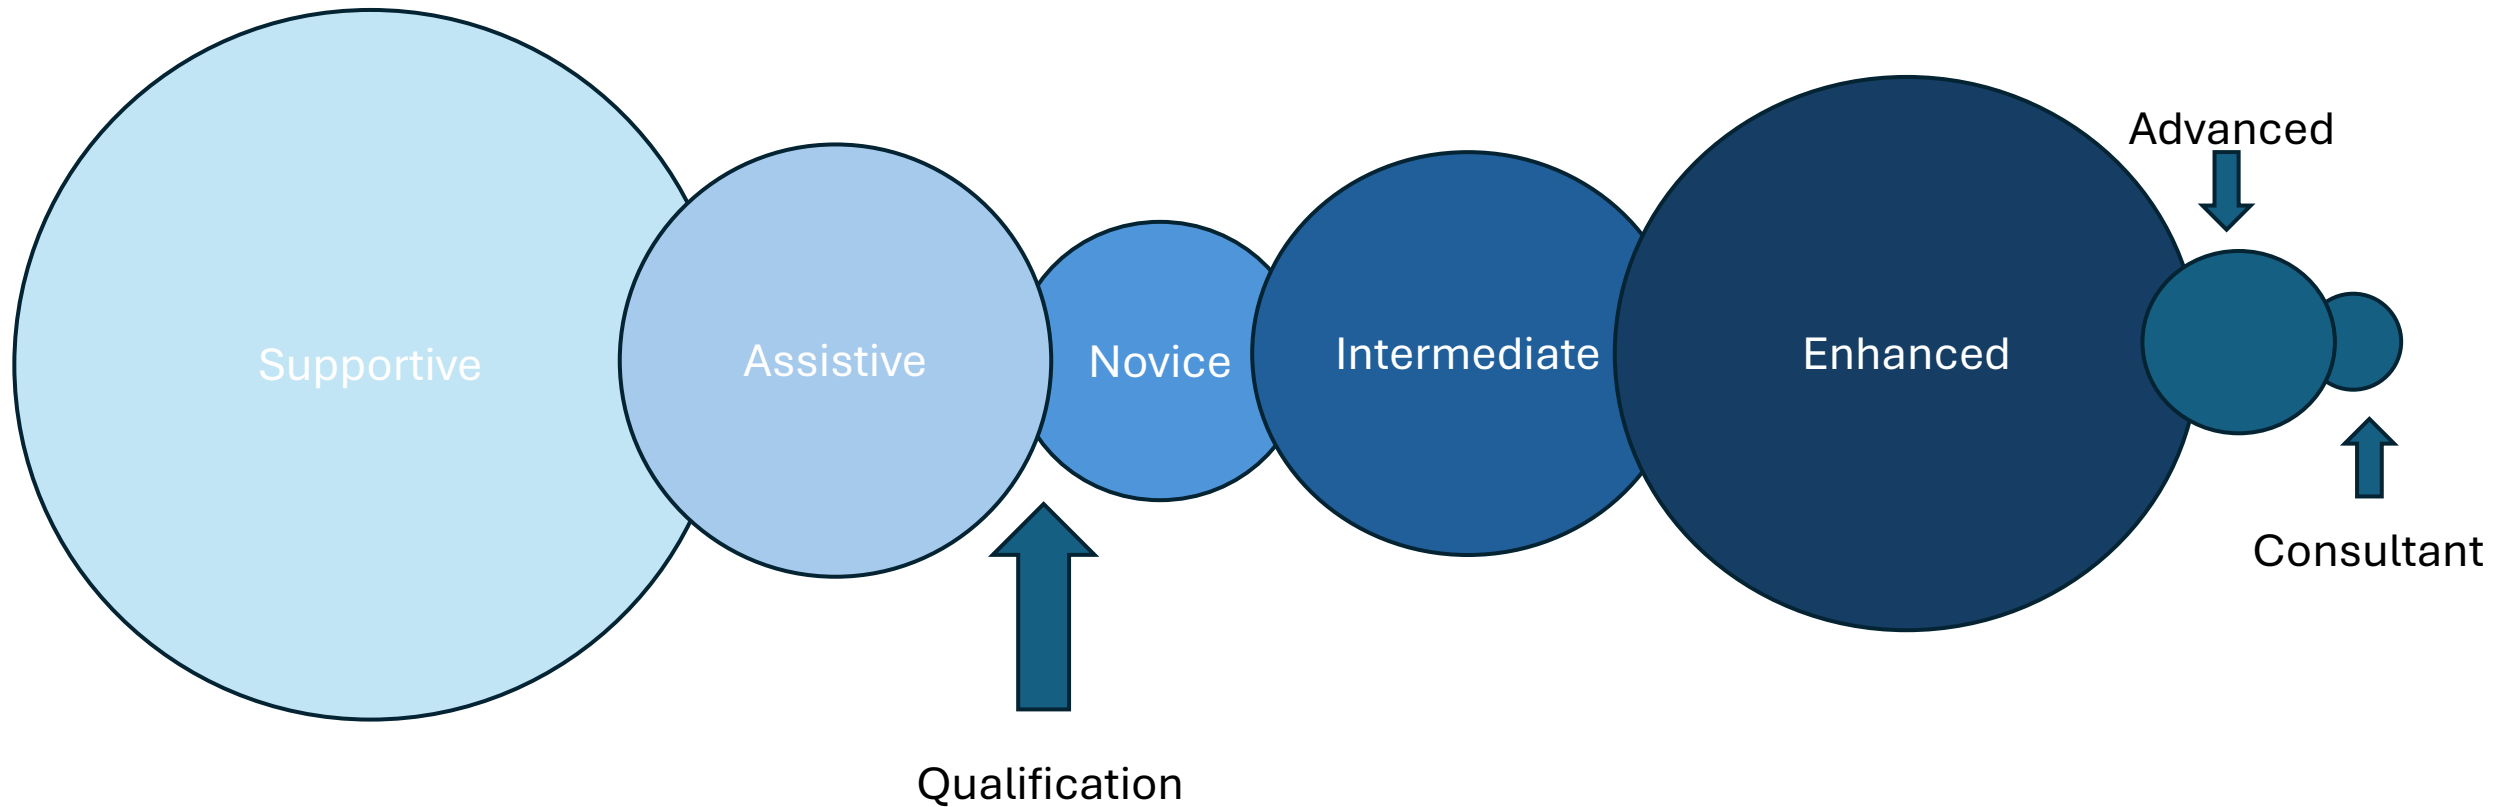 Supportive
Assistive
Novice
Intermediate
Enhanced
Advanced
Consultant
Qualification